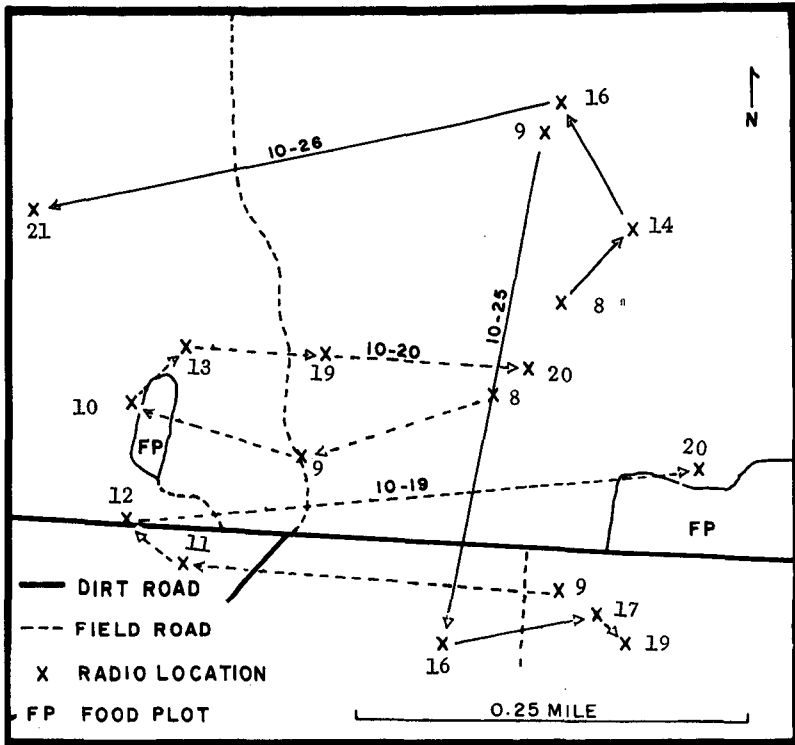 16
9
N
10-26
21
14
8
10-25
13
19
10-20
20
8
10
FP
9
20
12
10-19
FP
11
DIRT ROAD
9
17
FIELD ROAD
16
19
X RADIO LOCATION
FP FOOD PLOT
0.25 MILE